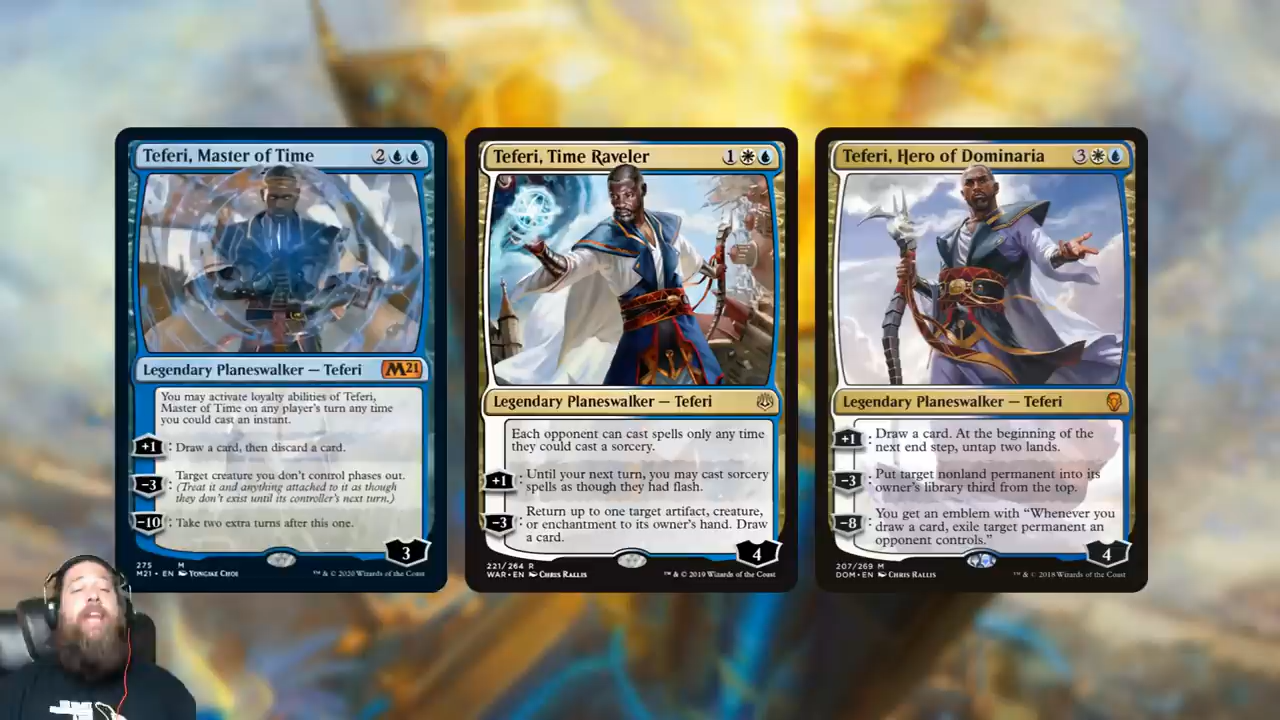 Teferi, Master of Time 2
Legendary Planeswalker — Teferi M21
You may activate loyalty abilities of Teferi,
Master of Time on any player's turn any time
you could cast an instant.
+1: Draw a card, then discard a card.
−3: Target creature you don't control phases out.
(Treat it and anything attached to it as though
they don't exist until its controller's next turn.)
−10: Take two extra turns after this one.
3
275 M
M21 • EN Yongjae Choi ™ & © 2020 Wizards of the Coast
Teferi, Time Raveler 1
Legendary Planeswalker — Teferi
Each opponent can cast spells only any time
they could cast a sorcery.
+1: Until your next turn, you may cast sorcery
spells as though they had flash.
−3: Return up to one target artifact, creature,
or enchantment to its owner's hand. Draw
a card.
4
221/264 R
WAR • EN Chris Rallis ™ & © 2019 Wizards of the Coast
Teferi, Hero of Dominaria 3
Legendary Planeswalker — Teferi
+1: Draw a card. At the beginning of the
next end step, untap two lands.
−3: Put target nonland permanent into its
owner's library third from the top.
−8: You get an emblem with “Whenever you
draw a card, exile target permanent an
opponent controls.”
4
207/269 M
DOM • EN Chris Rallis ™ & © 2018 Wizards of the Coast